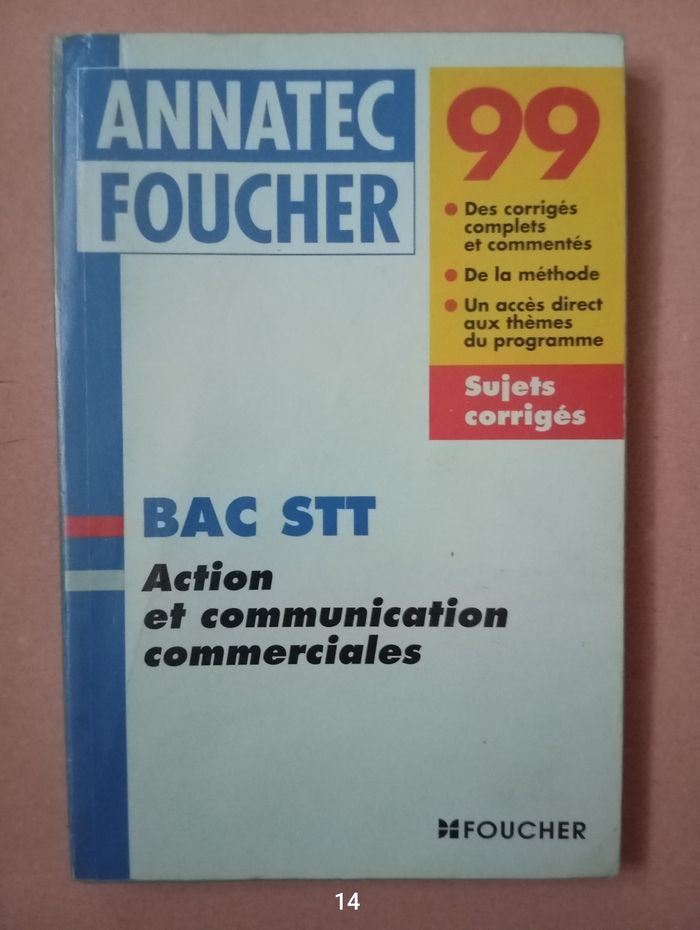 ANNATEC
FOUCHER
99
• Des corrigés
complets
et commentés
• De la méthode
• Un accès direct
aux thèmes
du programme
Sujets
corrigés
BAC STT
Action
et communication
commerciales
FOUCHER
14